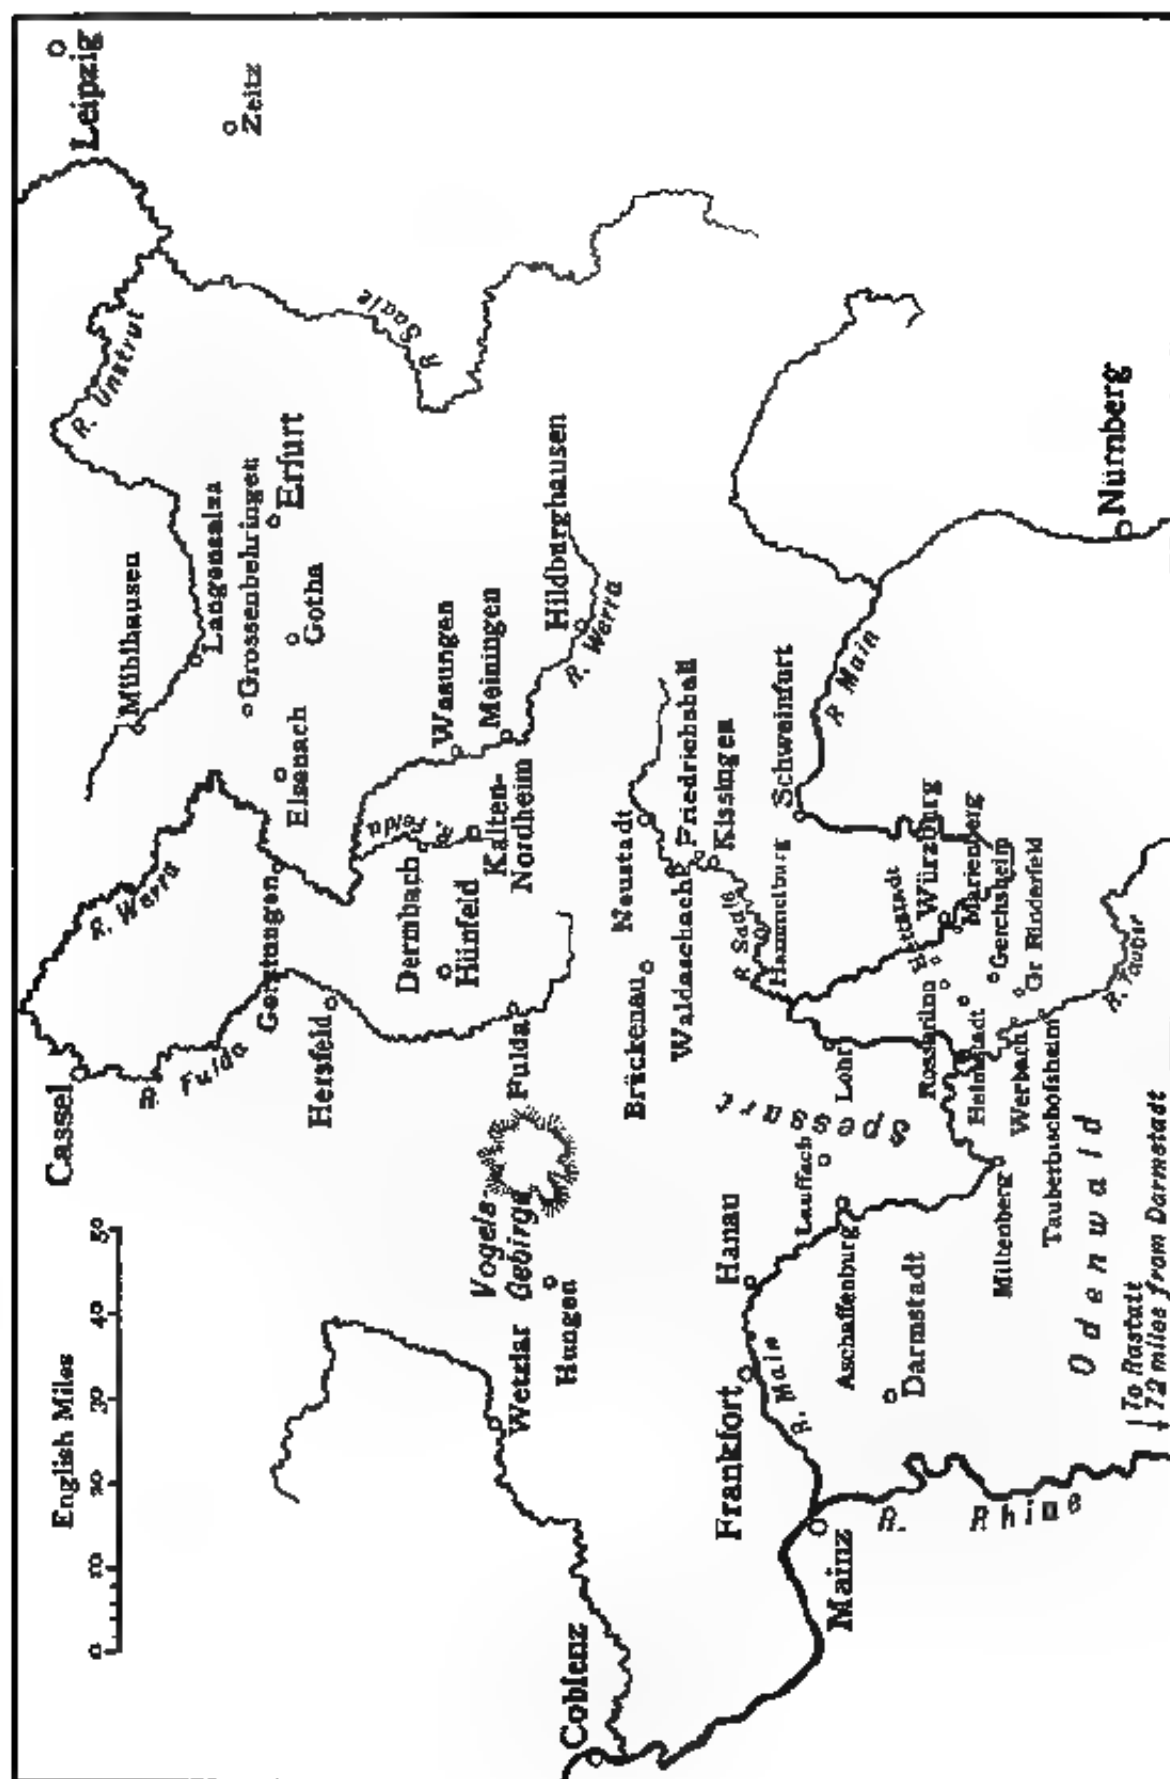 English Miles
0 10 20 30 40 50
Cassel
R. Fulda
R. Werra
Mühlhausen
R. Unstrut
Leipzig
Zeitz
Langensalza
Grossenbehringen
Erfurt
Gotha
Eisenach
Gerstungen
Hersfeld
R. Saale
Wasungen
Meiningen
Hildburghausen
R. Werra
Dermbach
Felda
Kalten-
Nordheim
Hünfeld
Fulda
Vogels
Gebirge
Wetzlar
Hungen
Coblenz
Brückenau
Neustadt
Waldaschach
Friedrichshall
Kissingen
R. Saale
Hammelburg
Schweinfurt
R Main
Nürnberg
Frankfort
Hanau
R. Main
Lauffach
Spessart
Lohr
Aschaffenburg
Mainz
Darmstadt
Hettstadt
Würzburg
Marienberg
Rossbrunn
Helmstadt
Gerchsheim
Gr Rinderfeld
Werbach
Tauberbischofsheim
R. Tauber
Miltenberg
Odenwald
R. Rhine
To Rastatt
72 miles from Darmstadt